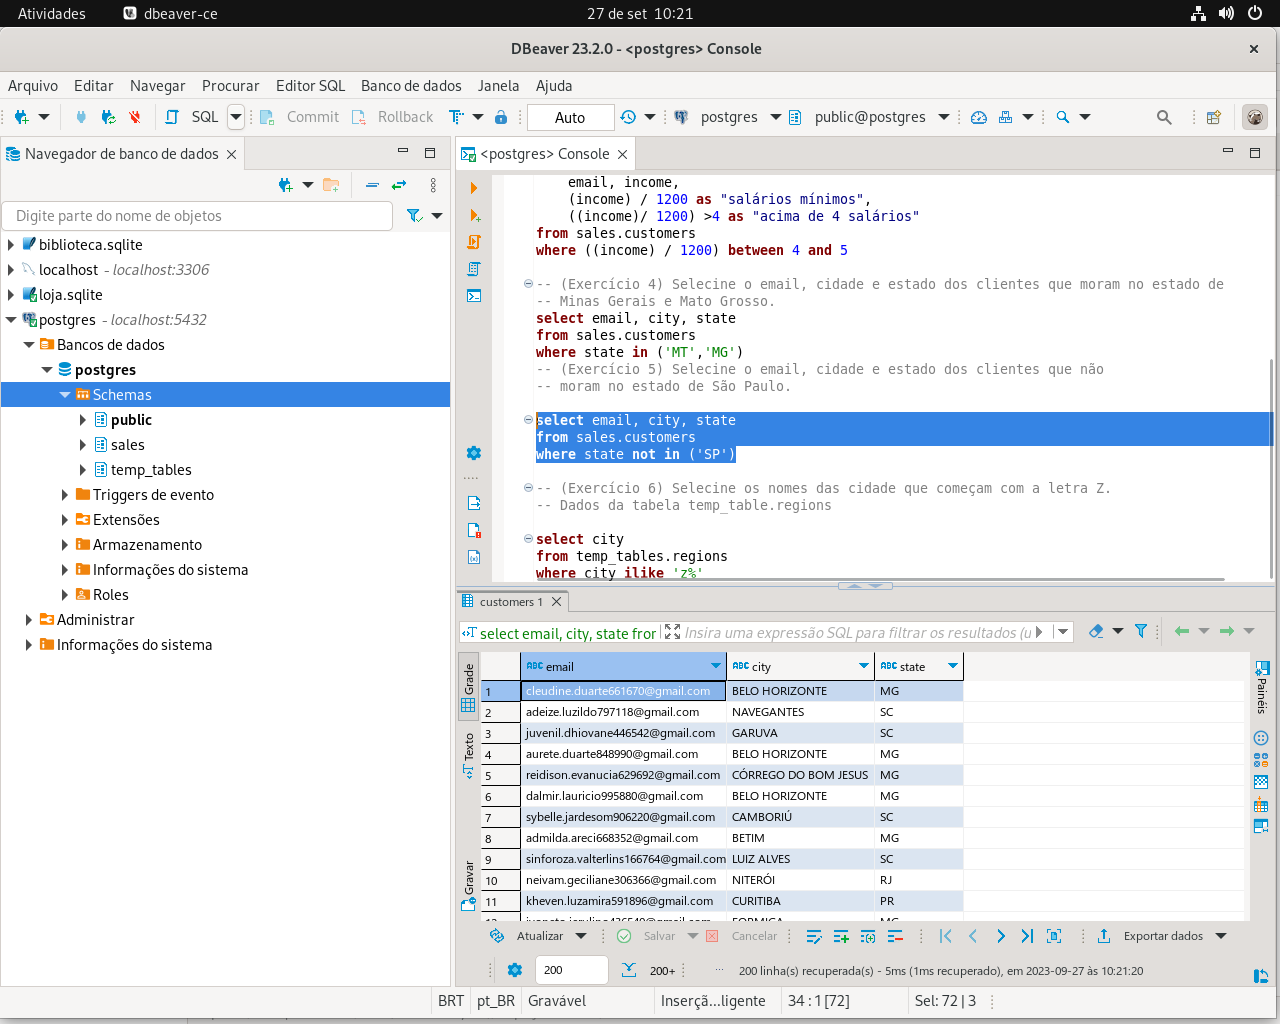 Atividades
dbeaver-ce
27 de set  10:21
DBeaver 23.2.0 - <postgres> Console
Arquivo
Editar
Navegar
Procurar
Editor SQL
Banco de dados
Janela
Ajuda
SQL
Commit
Rollback
Auto
postgres
public@postgres
Navegador de banco de dados
Digite parte do nome de objetos
biblioteca.sqlite
localhost - localhost:3306
loja.sqlite
postgres - localhost:5432
Bancos de dados
postgres
Schemas
public
sales
temp_tables
Triggers de evento
Extensões
Armazenamento
Informações do sistema
Roles
Administrar
Informações do sistema
<postgres> Console
email, income,
(income) / 1200 as "salários mínimos",
((income)/ 1200) >4 as "acima de 4 salários"
from sales.customers
where ((income) / 1200) between 4 and 5
-- (Exercício 4) Selecine o email, cidade e estado dos clientes que moram no estado de
-- Minas Gerais e Mato Grosso.
select email, city, state
from sales.customers
where state in ('MT','MG')
-- (Exercício 5) Selecine o email, cidade e estado dos clientes que não
-- moram no estado de São Paulo.
select email, city, state
from sales.customers
where state not in ('SP')
-- (Exercício 6) Selecine os nomes das cidade que começam com a letra Z.
-- Dados da tabela temp_table.regions
select city
from temp_tables.regions
where city ilike 'z%'
customers 1
select email, city, state fror
Insira uma expressão SQL para filtrar os resultados (u
Grade
Texto
Gravar
Painéis
ABC email
ABC city
ABC state
1 cleudine.duarte661670@gmail.com BELO HORIZONTE MG
2 adeize.luzildo797118@gmail.com NAVEGANTES SC
3 juvenil.dhiovane446542@gmail.com GARUVA SC
4 aurete.duarte848990@gmail.com BELO HORIZONTE MG
5 reidison.evanucia629692@gmail.com CÓRREGO DO BOM JESUS MG
6 dalmir.lauricio995880@gmail.com BELO HORIZONTE MG
7 sybelle.jardesom906220@gmail.com CAMBORIÚ SC
8 admilda.areci668352@gmail.com BETIM MG
9 sinforoza.valterlins166764@gmail.com LUIZ ALVES SC
10 neivam.geciliane306366@gmail.com NITERÓI RJ
11 kheven.luzamira591896@gmail.com CURITIBA PR
Atualizar
Salvar
Cancelar
Exportar dados
200
200+
200 linha(s) recuperada(s) - 5ms (1ms recuperado), em 2023-09-27 às 10:21:20
BRT
pt_BR
Gravável
Inserçã...ligente
34 : 1 [72]
Sel: 72 | 3